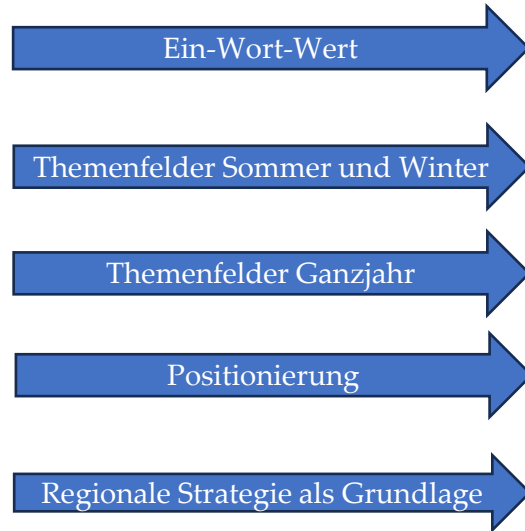 Ein-Wort-Wert
Themenfelder Sommer und Winter
Themenfelder Ganzjahr
Positionierung
Regionale Strategie als Grundlage